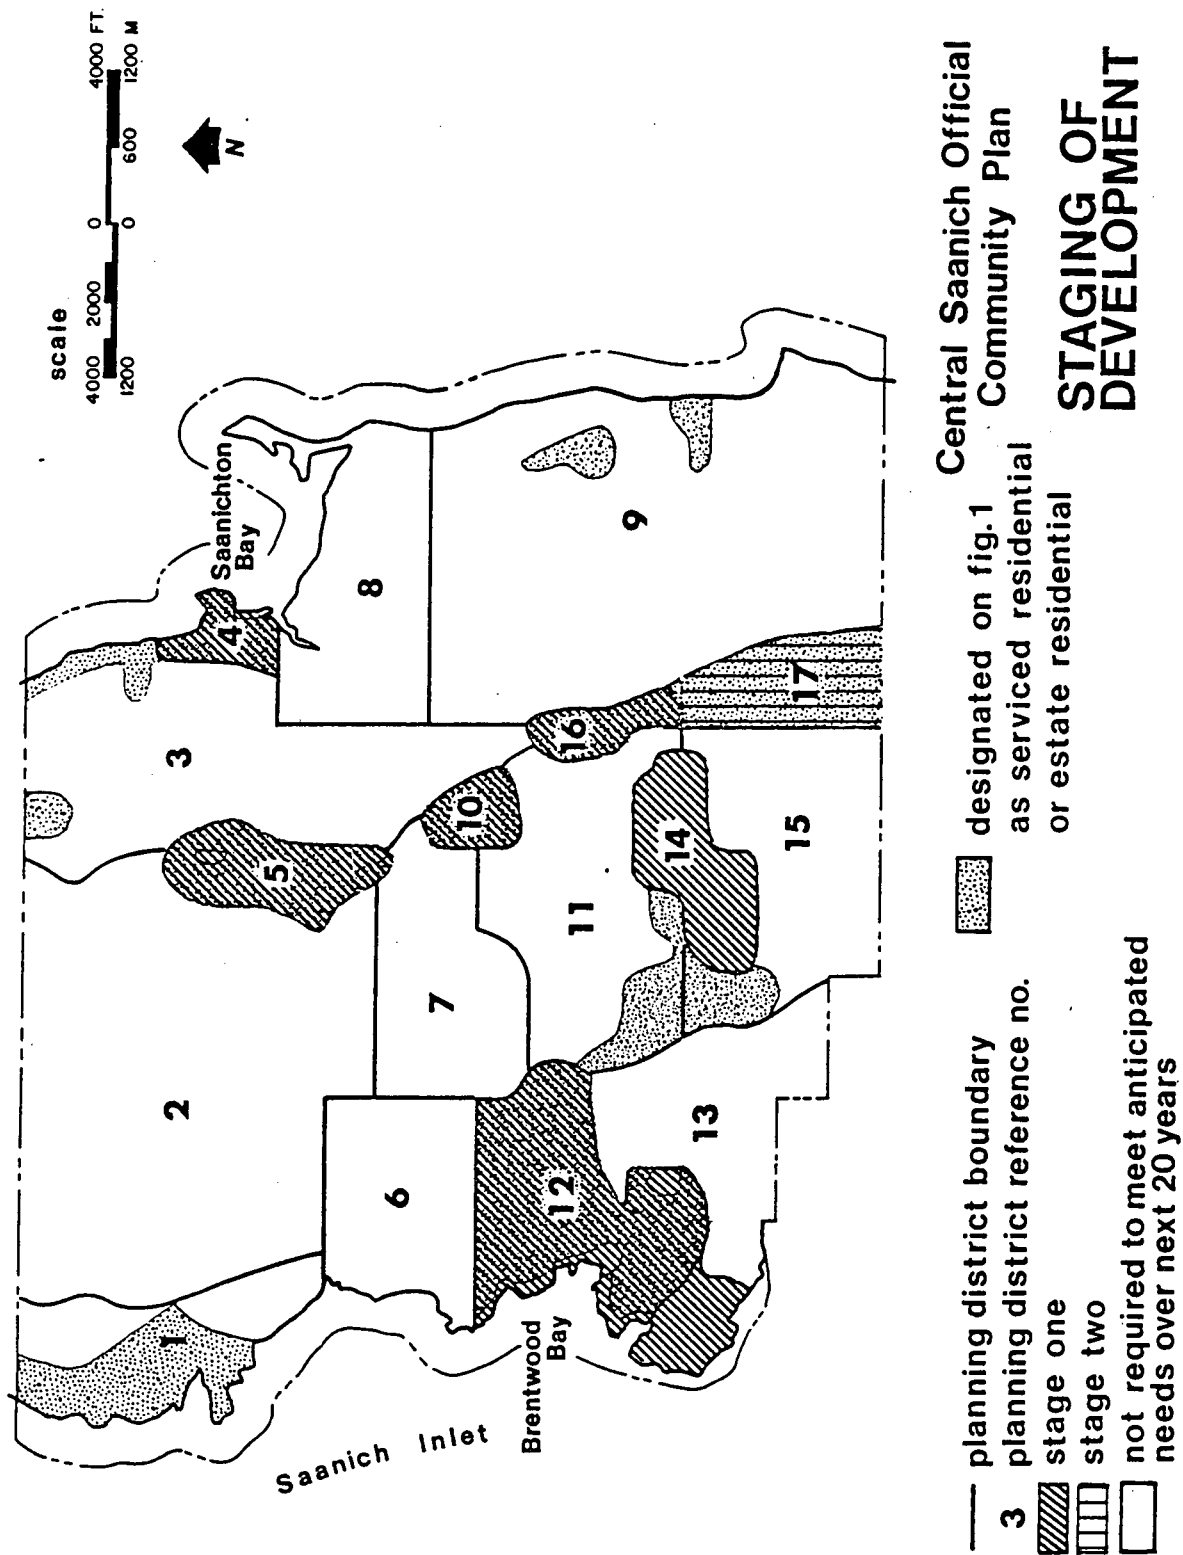 scale
4000 2000 0 4000 FT.
1200 0 600 1200 M
N
Saanichton
Bay
Saanich Inlet
Brentwood
Bay
1
2
3
4
5
6
7
8
9
10
11
12
13
14
15
16
17
planning district boundary
3 planning district reference no.
stage one
stage two
not required to meet anticipated
needs over next 20 years
designated on fig.1
as serviced residential
or estate residential
Central Saanich Official
Community Plan
STAGING OF
DEVELOPMENT